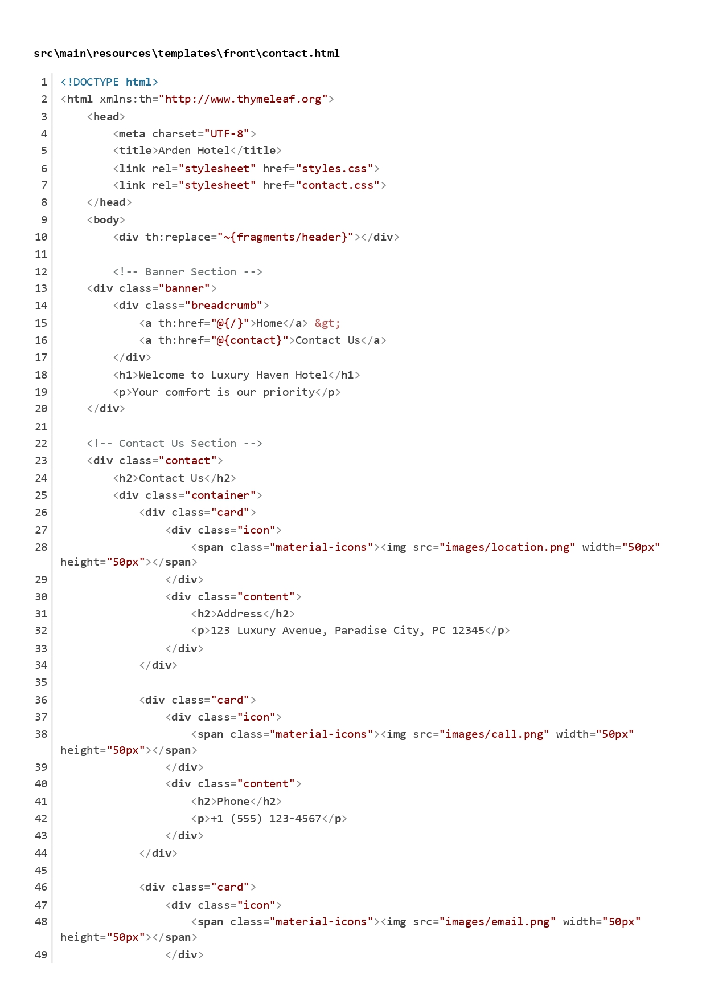 src\main\resources\templates\front\contact.html
1 <!DOCTYPE html>
2 <html xmlns:th="http://www.thymeleaf.org">
3     <head>
4         <meta charset="UTF-8">
5         <title>Arden Hotel</title>
6         <link rel="stylesheet" href="styles.css">
7         <link rel="stylesheet" href="contact.css">
8     </head>
9     <body>
10         <div th:replace="~{fragments/header}"></div>
11
12         <!-- Banner Section -->
13     <div class="banner">
14         <div class="breadcrumb">
15             <a th:href="@{/}">Home</a> &gt;
16             <a th:href="@{contact}">Contact Us</a>
17         </div>
18         <h1>Welcome to Luxury Haven Hotel</h1>
19         <p>Your comfort is our priority</p>
20     </div>
21
22     <!-- Contact Us Section -->
23     <div class="contact">
24         <h2>Contact Us</h2>
25         <div class="container">
26             <div class="card">
27                 <div class="icon">
28                     <span class="material-icons"><img src="images/location.png" width="50px"
height="50px"></span>
29                 </div>
30                 <div class="content">
31                     <h2>Address</h2>
32                     <p>123 Luxury Avenue, Paradise City, PC 12345</p>
33                 </div>
34             </div>
35
36             <div class="card">
37                 <div class="icon">
38                     <span class="material-icons"><img src="images/call.png" width="50px"
height="50px"></span>
39                 </div>
40                 <div class="content">
41                     <h2>Phone</h2>
42                     <p>+1 (555) 123-4567</p>
43                 </div>
44             </div>
45
46             <div class="card">
47                 <div class="icon">
48                     <span class="material-icons"><img src="images/email.png" width="50px"
height="50px"></span>
49                 </div>